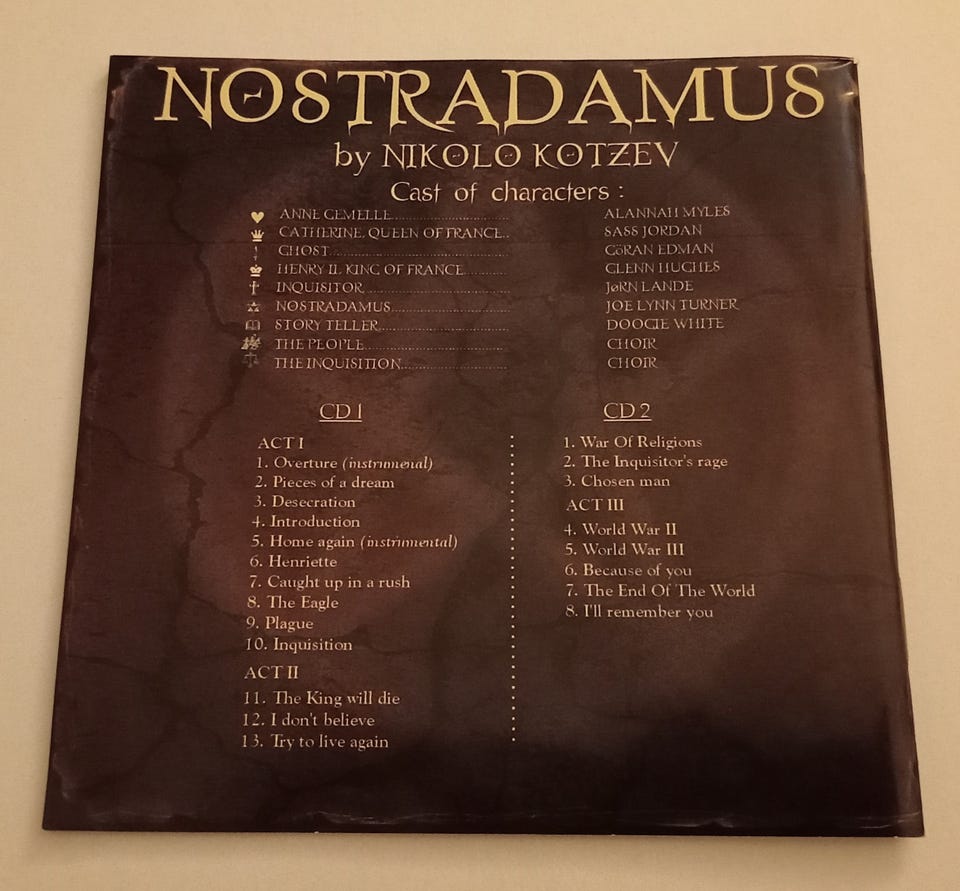 NOSTRADAMUS
by NIKOLO KOTZEV
Cast of characters :
ANNE GEMELLE.............................. ALANNAH MYLES
CATHERINE, QUEEN OF FRANCE.. SASS JORDAN
GHOST............................................. GÖRAN EDMAN
HENRY II, KING OF FRANCE........... GLENN HUGHES
INQUISITOR.................................... JØRN LANDE
NOSTRADAMUS............................. JOE LYNN TURNER
STORY TELLER................................ DOOGIE WHITE
THE PEOPLE.................................... CHOIR
THE INQUISITION........................... CHOIR
CD 1
ACT I
1. Overture (instrumental)
2. Pieces of a dream
3. Desecration
4. Introduction
5. Home again (instrumental)
6. Henriette
7. Caught up in a rush
8. The Eagle
9. Plague
10. Inquisition
ACT II
11. The King will die
12. I don't believe
13. Try to live again
CD 2
1. War Of Religions
2. The Inquisitor's rage
3. Chosen man
ACT III
4. World War II
5. World War III
6. Because of you
7. The End Of The World
8. I'll remember you